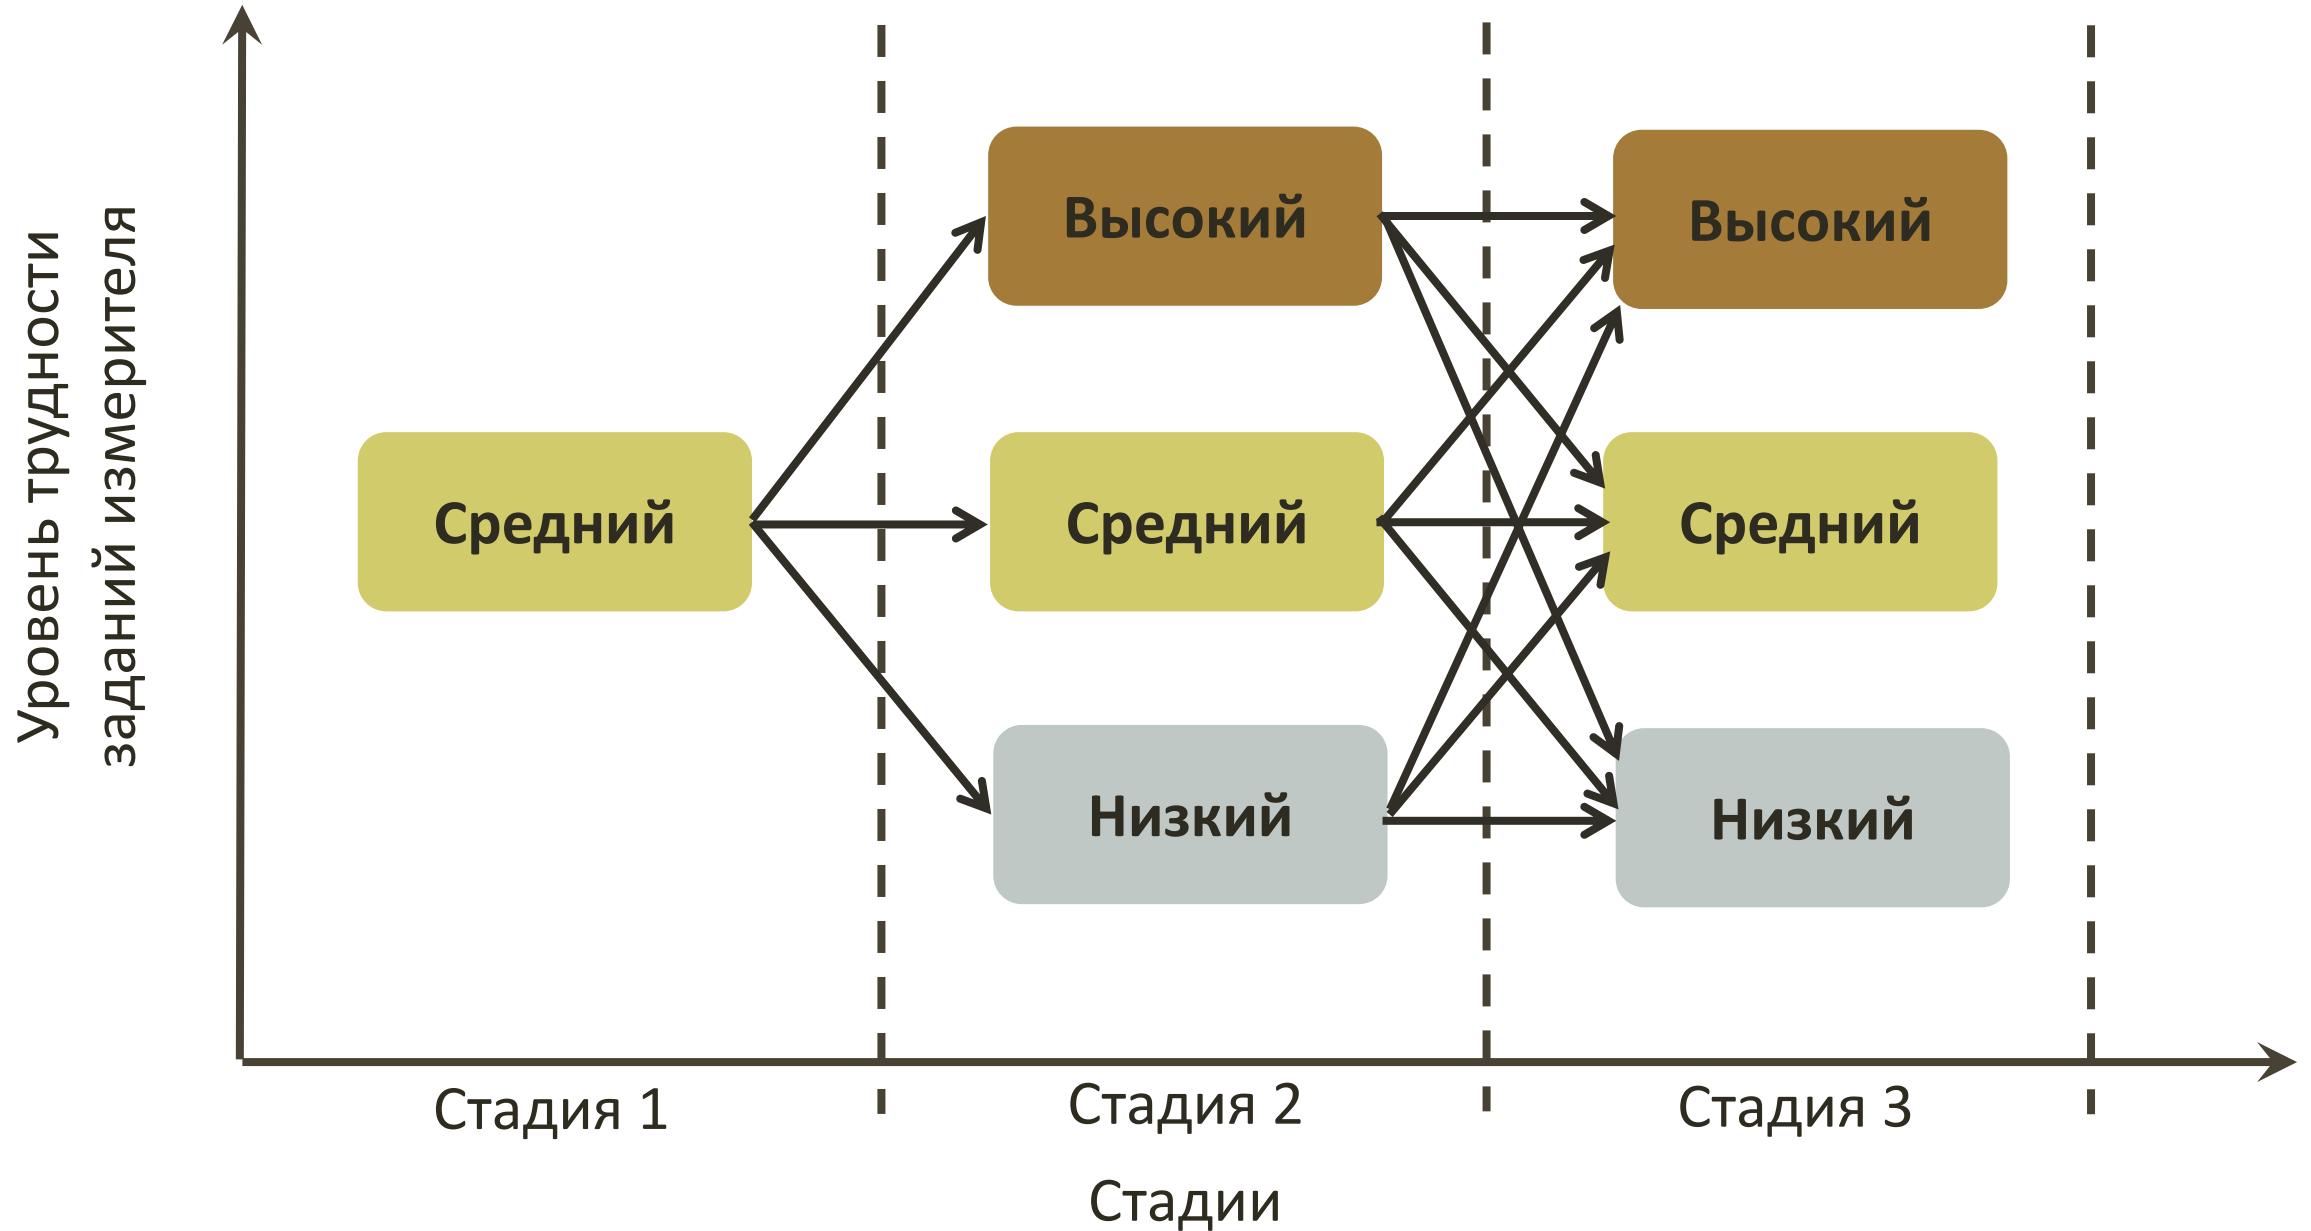 Уровень трудности
заданий измерителя
Высокий
Высокий
Средний
Средний
Средний
Низкий
Низкий
Стадия 1
Стадия 2
Стадия 3
Стадии